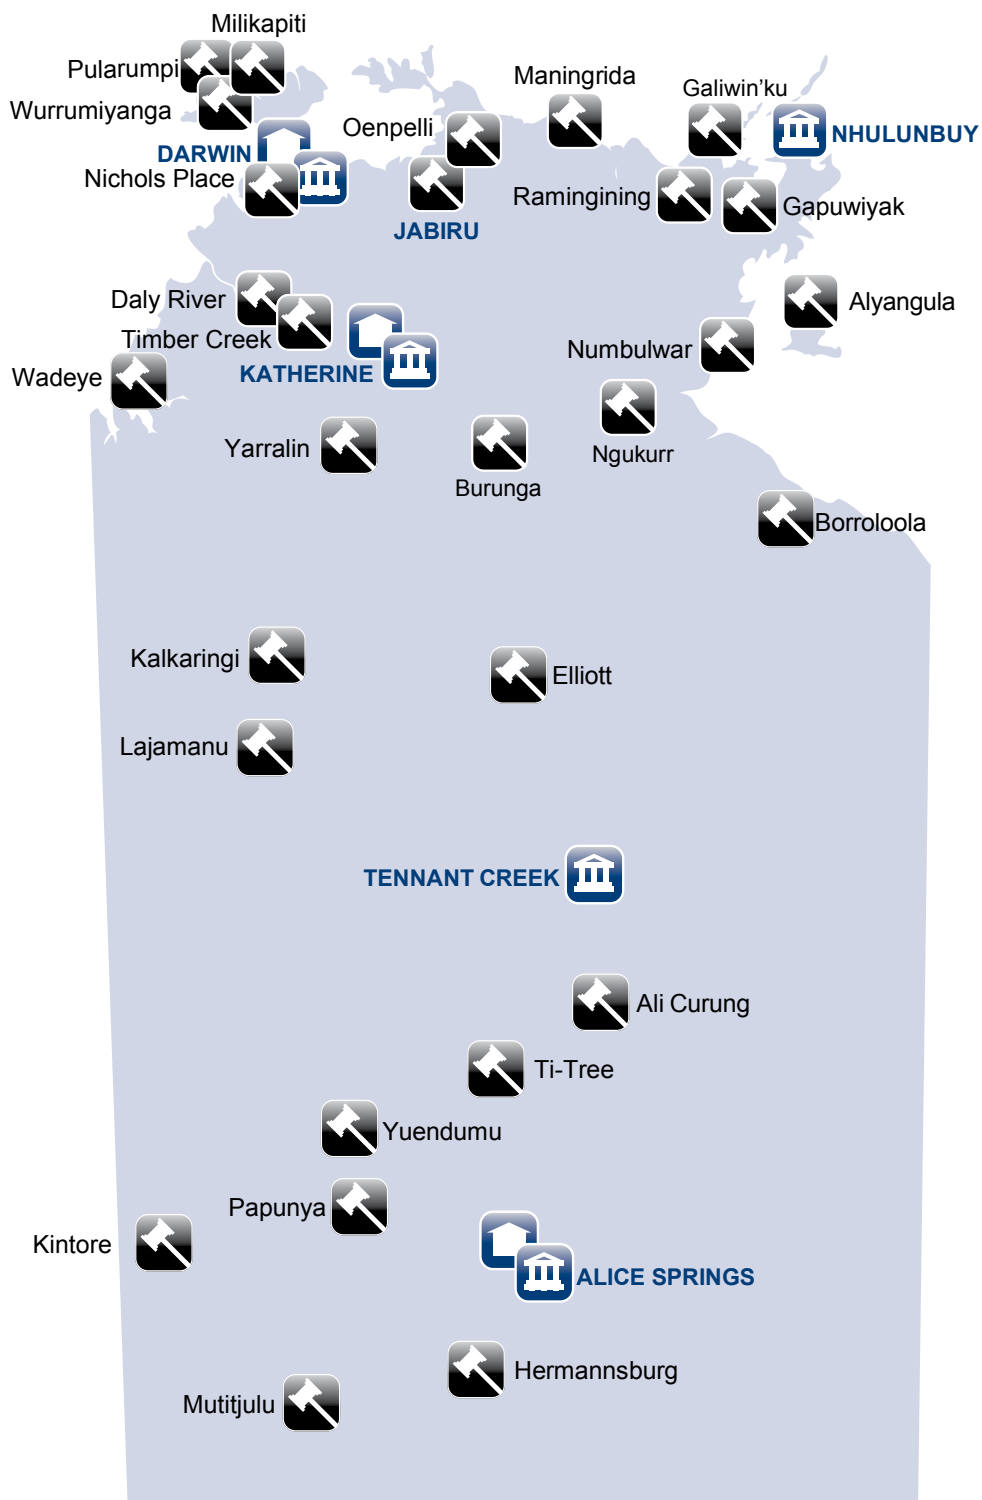 Milikapiti
Pularumpi
Wurrumiyanga
Maningrida
Galiwin'ku
Oenpelli
NHULUNBUY
DARWIN
Nichols Place
Ramingining
Gapuwiyak
JABIRU
Daly River
Alyangula
Timber Creek
Numbulwar
KATHERINE
Wadeye
Yarralin
Ngukurr
Burunga
Borroloola
Kalkaringi
Elliott
Lajamanu
TENNANT CREEK
Ali Curung
Ti-Tree
Yuendumu
Papunya
Kintore
ALICE SPRINGS
Hermannsburg
Mutitjulu